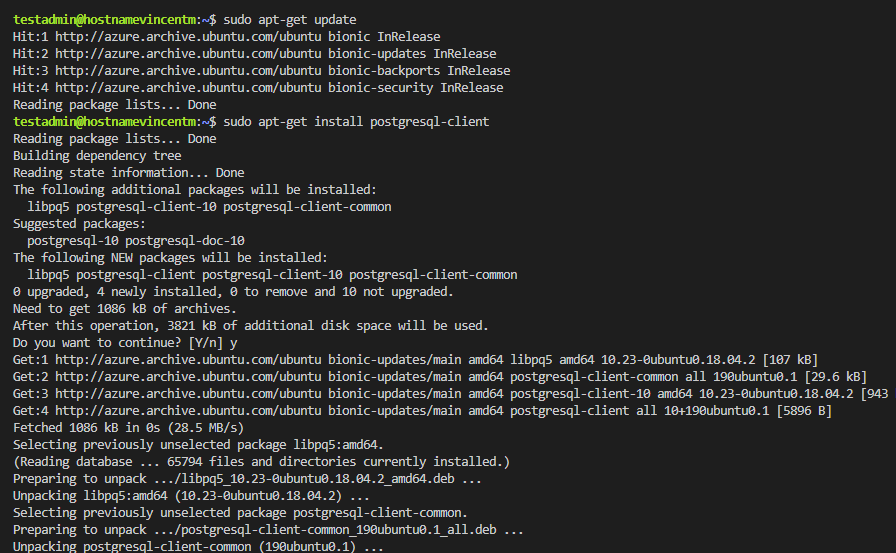 testadmin@hostnamevincentm:~$ sudo apt-get update
Hit:1 http://azure.archive.ubuntu.com/ubuntu bionic InRelease
Hit:2 http://azure.archive.ubuntu.com/ubuntu bionic-updates InRelease
Hit:3 http://azure.archive.ubuntu.com/ubuntu bionic-backports InRelease
Hit:4 http://azure.archive.ubuntu.com/ubuntu bionic-security InRelease
Reading package lists... Done
testadmin@hostnamevincentm:~$ sudo apt-get install postgresql-client
Reading package lists... Done
Building dependency tree
Reading state information... Done
The following additional packages will be installed:
  libpq5 postgresql-client-10 postgresql-client-common
Suggested packages:
  postgresql-10 postgresql-doc-10
The following NEW packages will be installed:
  libpq5 postgresql-client postgresql-client-10 postgresql-client-common
0 upgraded, 4 newly installed, 0 to remove and 10 not upgraded.
Need to get 1086 kB of archives.
After this operation, 3821 kB of additional disk space will be used.
Do you want to continue? [Y/n] y
Get:1 http://azure.archive.ubuntu.com/ubuntu bionic-updates/main amd64 libpq5 amd64 10.23-0ubuntu0.18.04.2 [107 kB]
Get:2 http://azure.archive.ubuntu.com/ubuntu bionic-updates/main amd64 postgresql-client-common all 190ubuntu0.1 [29.6 kB]
Get:3 http://azure.archive.ubuntu.com/ubuntu bionic-updates/main amd64 postgresql-client-10 amd64 10.23-0ubuntu0.18.04.2 [943
Get:4 http://azure.archive.ubuntu.com/ubuntu bionic-updates/main amd64 postgresql-client all 10+190ubuntu0.1 [5896 B]
Fetched 1086 kB in 0s (28.5 MB/s)
Selecting previously unselected package libpq5:amd64.
(Reading database ... 65794 files and directories currently installed.)
Preparing to unpack .../libpq5_10.23-0ubuntu0.18.04.2_amd64.deb ...
Unpacking libpq5:amd64 (10.23-0ubuntu0.18.04.2) ...
Selecting previously unselected package postgresql-client-common.
Preparing to unpack .../postgresql-client-common_190ubuntu0.1_all.deb ...
Unpacking postgresql-client-common (190ubuntu0.1) ...